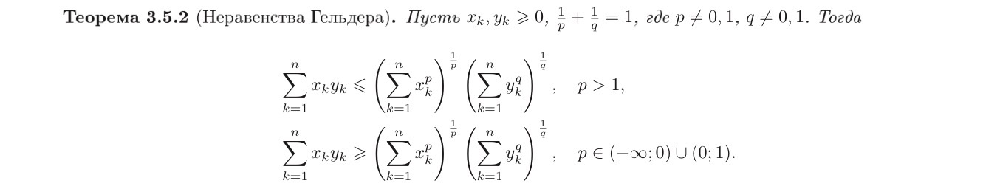 Теорема 3.5.2 (Неравенства Гельдера). Пусть $x_k, y_k \geqslant 0$, $\frac{1}{p} + \frac{1}{q} = 1$, где $p \neq 0, 1$, $q \neq 0, 1$. Тогда
$\sum_{k=1}^{n} x_k y_k \leqslant \left( \sum_{k=1}^{n} x_k^p \right)^{\frac{1}{p}} \left( \sum_{k=1}^{n} y_k^q \right)^{\frac{1}{q}}, \quad p > 1,$
$\sum_{k=1}^{n} x_k y_k \geqslant \left( \sum_{k=1}^{n} x_k^p \right)^{\frac{1}{p}} \left( \sum_{k=1}^{n} y_k^q \right)^{\frac{1}{q}}, \quad p \in (-\infty; 0) \cup (0; 1).$